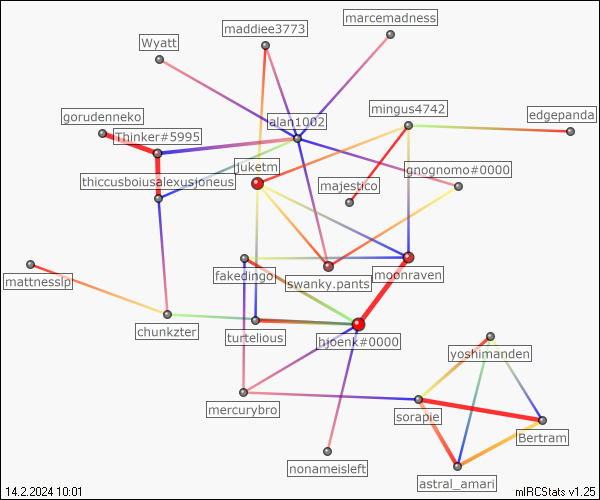 marcemadness
maddiee3773
Wyatt
mingus4742
edgepanda
gorudenneko
alan1002
Thinker#5995
juketm
gnognomo#0000
thiccusboiusalexusjoneus
majestico
fakedingo
moonraven
mattnesslp
swanky.pants
chunkzter
turtelious
hjoenk#0000
yoshimanden
mercurybro
sorapie
Bertram
nonameisleft
astral_amari
14.2.2024 10:01
mIRCStats v1.25